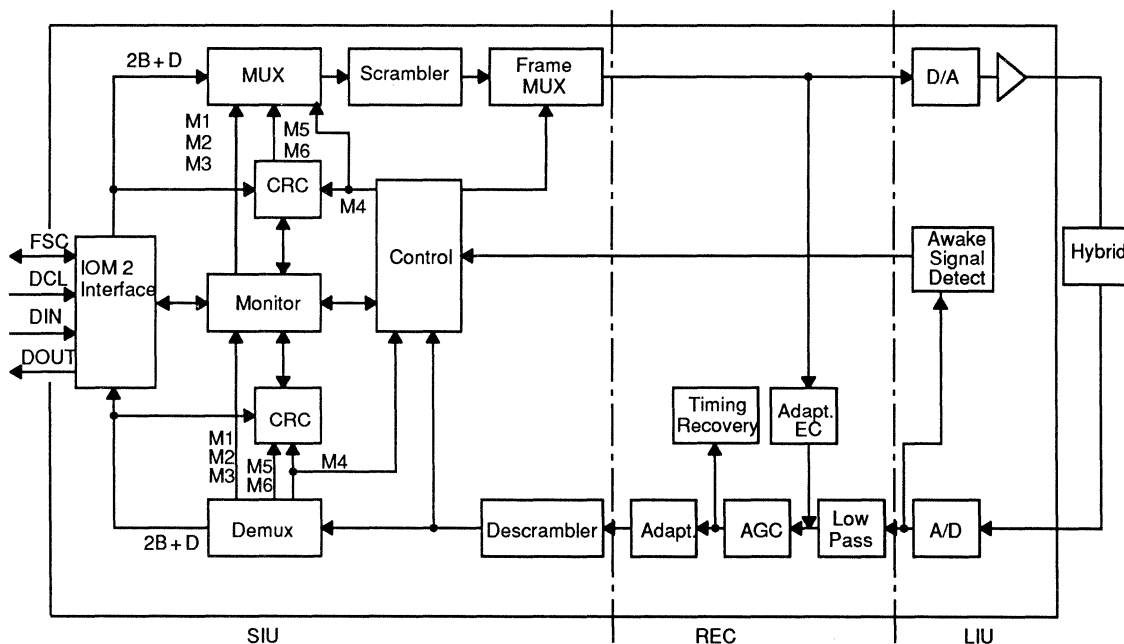 2B + D
MUX
Scrambler
Frame
MUX
D/A
M1
M2
M3
M5
M6
CRC
M4
Control
Awake
Signal
Detect
Hybrid
FSC
DCL
DIN
DOUT
IOM 2
Interface
Monitor
CRC
M1
M2
M3
M5
M6
M4
Timing
Recovery
Adapt.
EC
2B + D
Demux
Descrambler
Adapt.
AGC
Low
Pass
A/D
SIU
REC
LIU